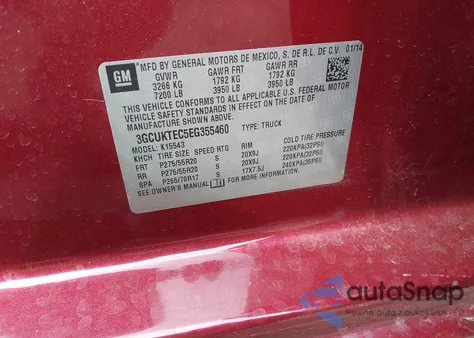 GM
MFD BY GENERAL MOTORS DE MEXICO, S. DE R.L. DE C.V. 01/14
GVWR GAWR FRT GAWR RR
3266 KG 1792 KG 1792 KG
7200 LB 3950 LB 3950 LB
THIS VEHICLE CONFORMS TO ALL APPLICABLE U.S. FEDERAL MOTOR
VEHICLE SAFETY STANDARDS IN EFFECT ON THE DATE OF
MANUFACTURE SHOWN ABOVE.
3GCUKTEC5EG355460 TYPE: TRUCK
MODEL: K15543
KHCH TIRE SIZE SPEED RTG RIM COLD TIRE PRESSURE
FRT P275/55R20 S 20X9J 220KPA(32PSI)
RR P275/55R20 S 20X9J 220KPA(32PSI)
SPA P265/70R17 S 17X7.5J 240KPA(35PSI)
SEE OWNER'S MANUAL FOR MORE INFORMATION.
autoSnap
Pewne auto z USA